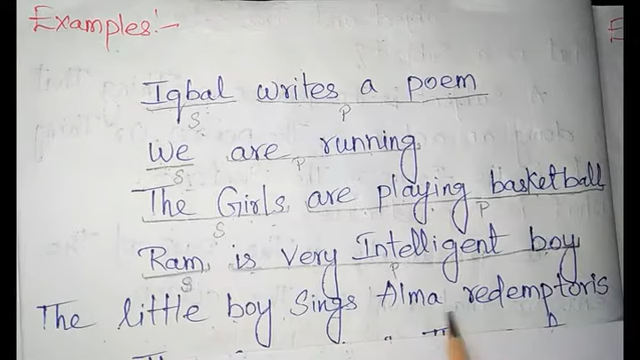 Examples:-
Iqbal writes a poem
S P
We are running
S P
The Girls are playing basketball
S P
Ram is very Intelligent boy
S P
The little boy Sings Alma redemptoris